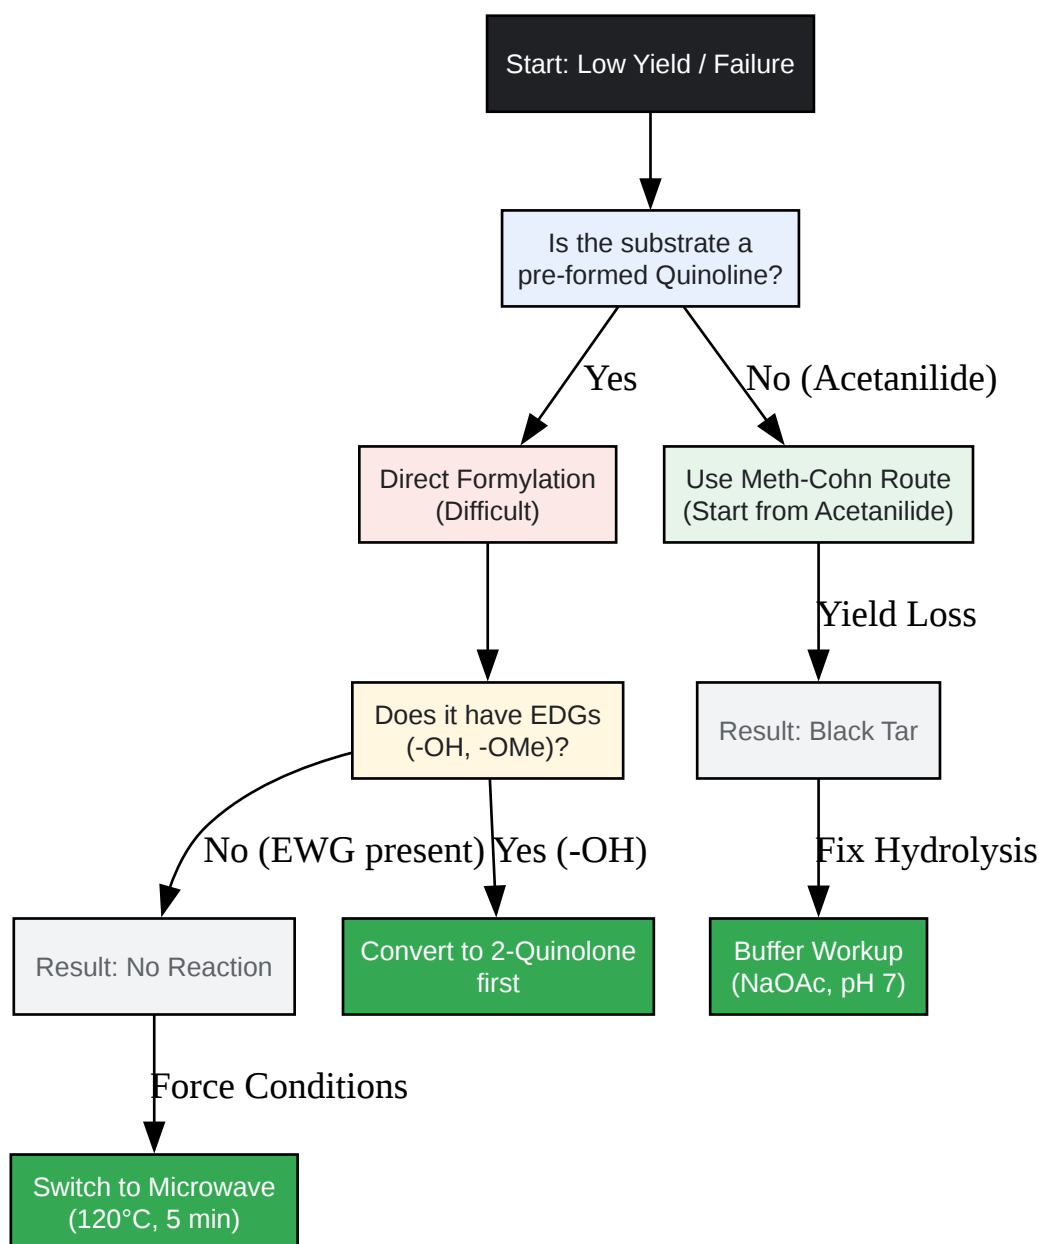 Start: Low Yield / Failure
Is the substrate a
pre-formed Quinoline?
Yes
No (Acetanilide)
Direct Formylation
(Difficult)
Use Meth-Cohn Route
(Start from Acetanilide)
Yield Loss
Does it have EDGs
(-OH, -OMe)?
Result: Black Tar
No (EWG present)
Yes (-OH)
Fix Hydrolysis
Result: No Reaction
Convert to 2-Quinolone
first
Buffer Workup
(NaOAc, pH 7)
Force Conditions
Switch to Microwave
(120°C, 5 min)